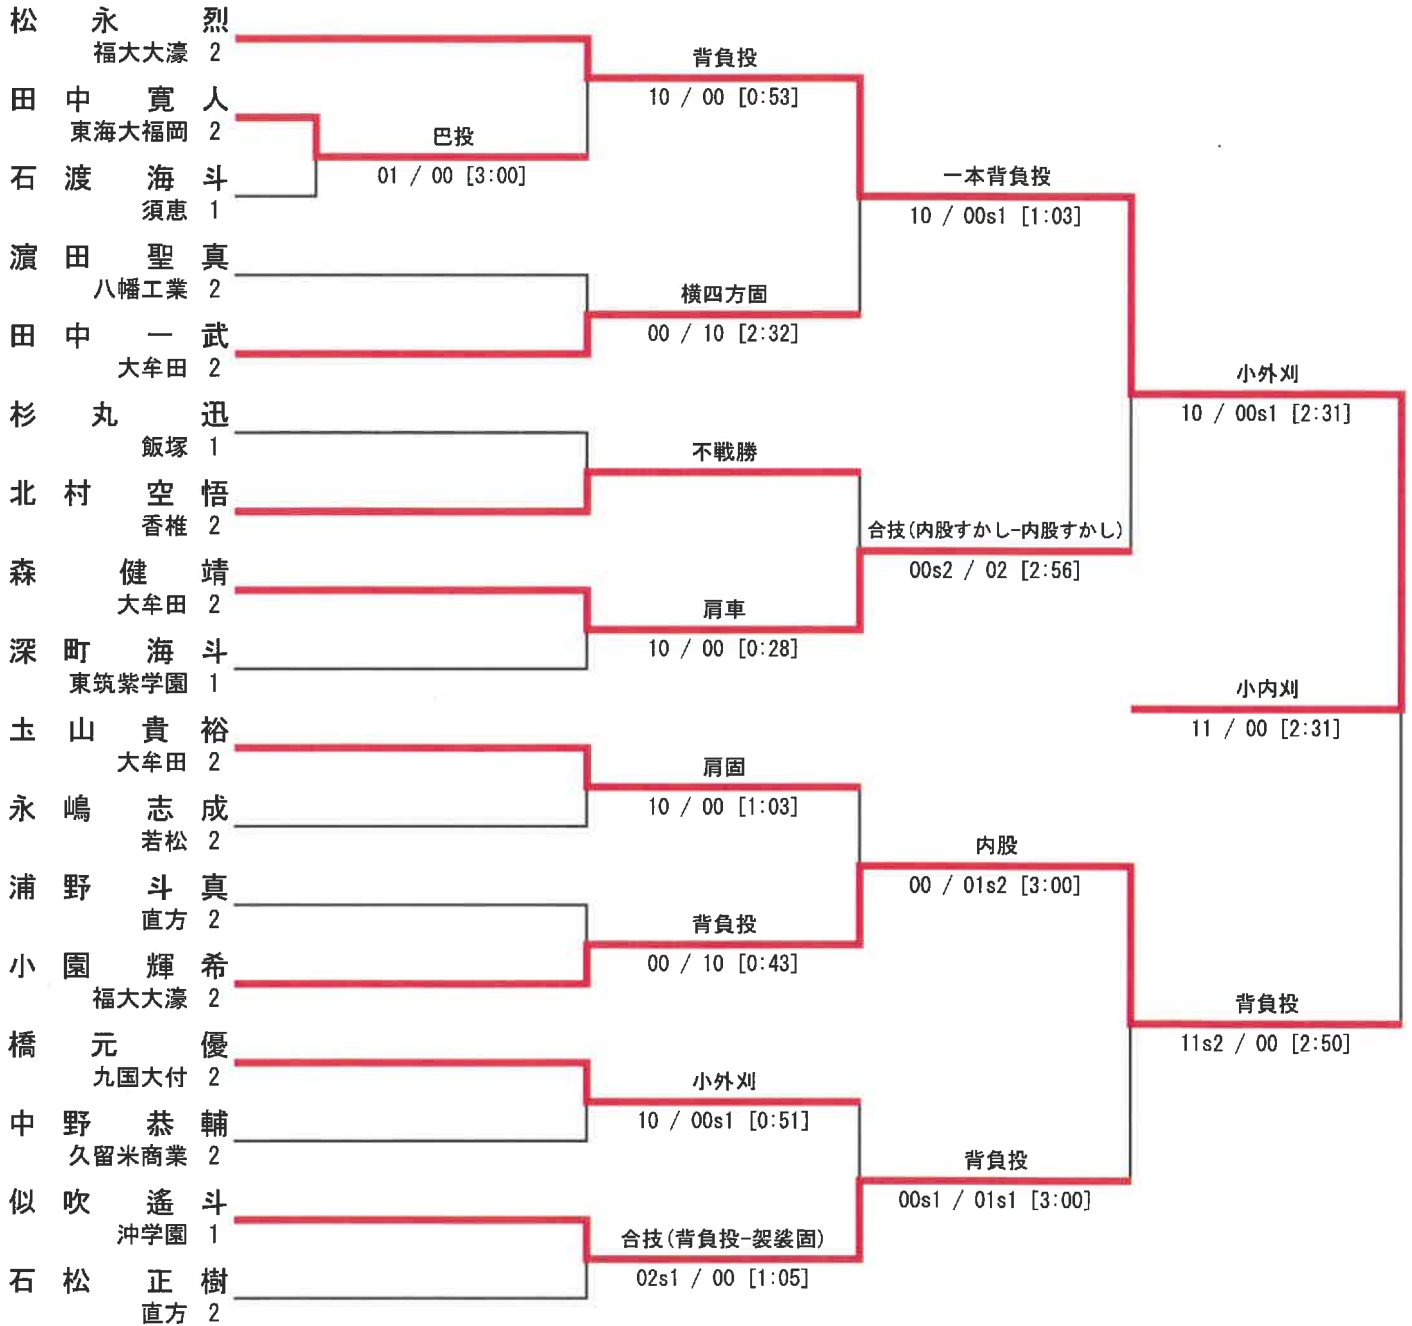 松永烈
福大大濠 2
田中寛人
東海大福岡 2
石渡海斗
須恵 1
濵田聖真
八幡工業 2
田中一武
大牟田 2
杉丸迅
飯塚 1
北村空悟
香椎 2
森健靖
大牟田 2
深町海斗
東筑紫学園 1
圡山貴裕
大牟田 2
永嶋志成
若松 2
浦野斗真
直方 2
小園輝希
福大大濠 2
橋元優
九国大付 2
中野恭輔
久留米商業 2
似吹遙斗
沖学園 1
石松正樹
直方 2
巴投
01 / 00 [3:00]
背負投
10 / 00 [0:53]
横四方固
00 / 10 [2:32]
不戦勝
肩車
10 / 00 [0:28]
肩固
10 / 00 [1:03]
背負投
00 / 10 [0:43]
小外刈
10 / 00s1 [0:51]
合技(背負投-袈裟固)
02s1 / 00 [1:05]
一本背負投
10 / 00s1 [1:03]
合技(内股すかし-内股すかし)
00s2 / 02 [2:56]
内股
00 / 01s2 [3:00]
背負投
00s1 / 01s1 [3:00]
小外刈
10 / 00s1 [2:31]
小内刈
11 / 00 [2:31]
背負投
11s2 / 00 [2:50]